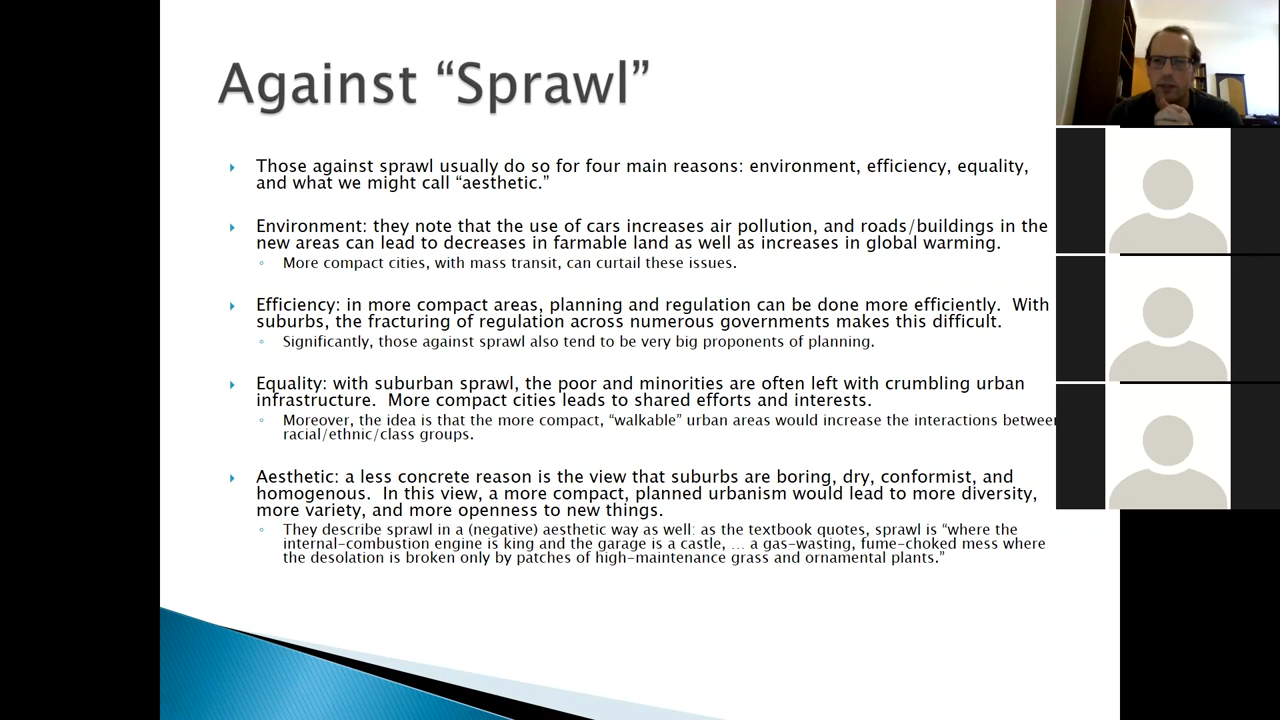 Against “Sprawl”
Those against sprawl usually do so for four main reasons: environment, efficiency, equality,
and what we might call “aesthetic.”
Environment: they note that the use of cars increases air pollution, and roads/buildings in the
new areas can lead to decreases in farmable land as well as increases in global warming.
More compact cities, with mass transit, can curtail these issues.
Efficiency: in more compact areas, planning and regulation can be done more efficiently.  With
suburbs, the fracturing of regulation across numerous governments makes this difficult.
Significantly, those against sprawl also tend to be very big proponents of planning.
Equality: with suburban sprawl, the poor and minorities are often left with crumbling urban
infrastructure.  More compact cities leads to shared efforts and interests.
Moreover, the idea is that the more compact, “walkable” urban areas would increase the interactions between
racial/ethnic/class groups.
Aesthetic: a less concrete reason is the view that suburbs are boring, dry, conformist, and
homogenous.  In this view, a more compact, planned urbanism would lead to more diversity,
more variety, and more openness to new things.
They describe sprawl in a (negative) aesthetic way as well: as the textbook quotes, sprawl is “where the
internal-combustion engine is king and the garage is a castle, … a gas-wasting, fume-choked mess where
the desolation is broken only by patches of high-maintenance grass and ornamental plants.”